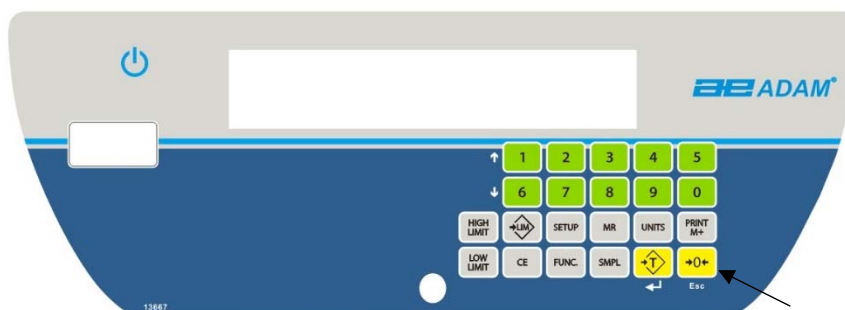 ae ADAM®
↑ 1 2 3 4 5
↓ 6 7 8 9 0
HIGH LIMIT →LIM SETUP MR UNITS PRINT M+
LOW LIMIT CE FUNC. SMPL →T →0←
Esc
13667